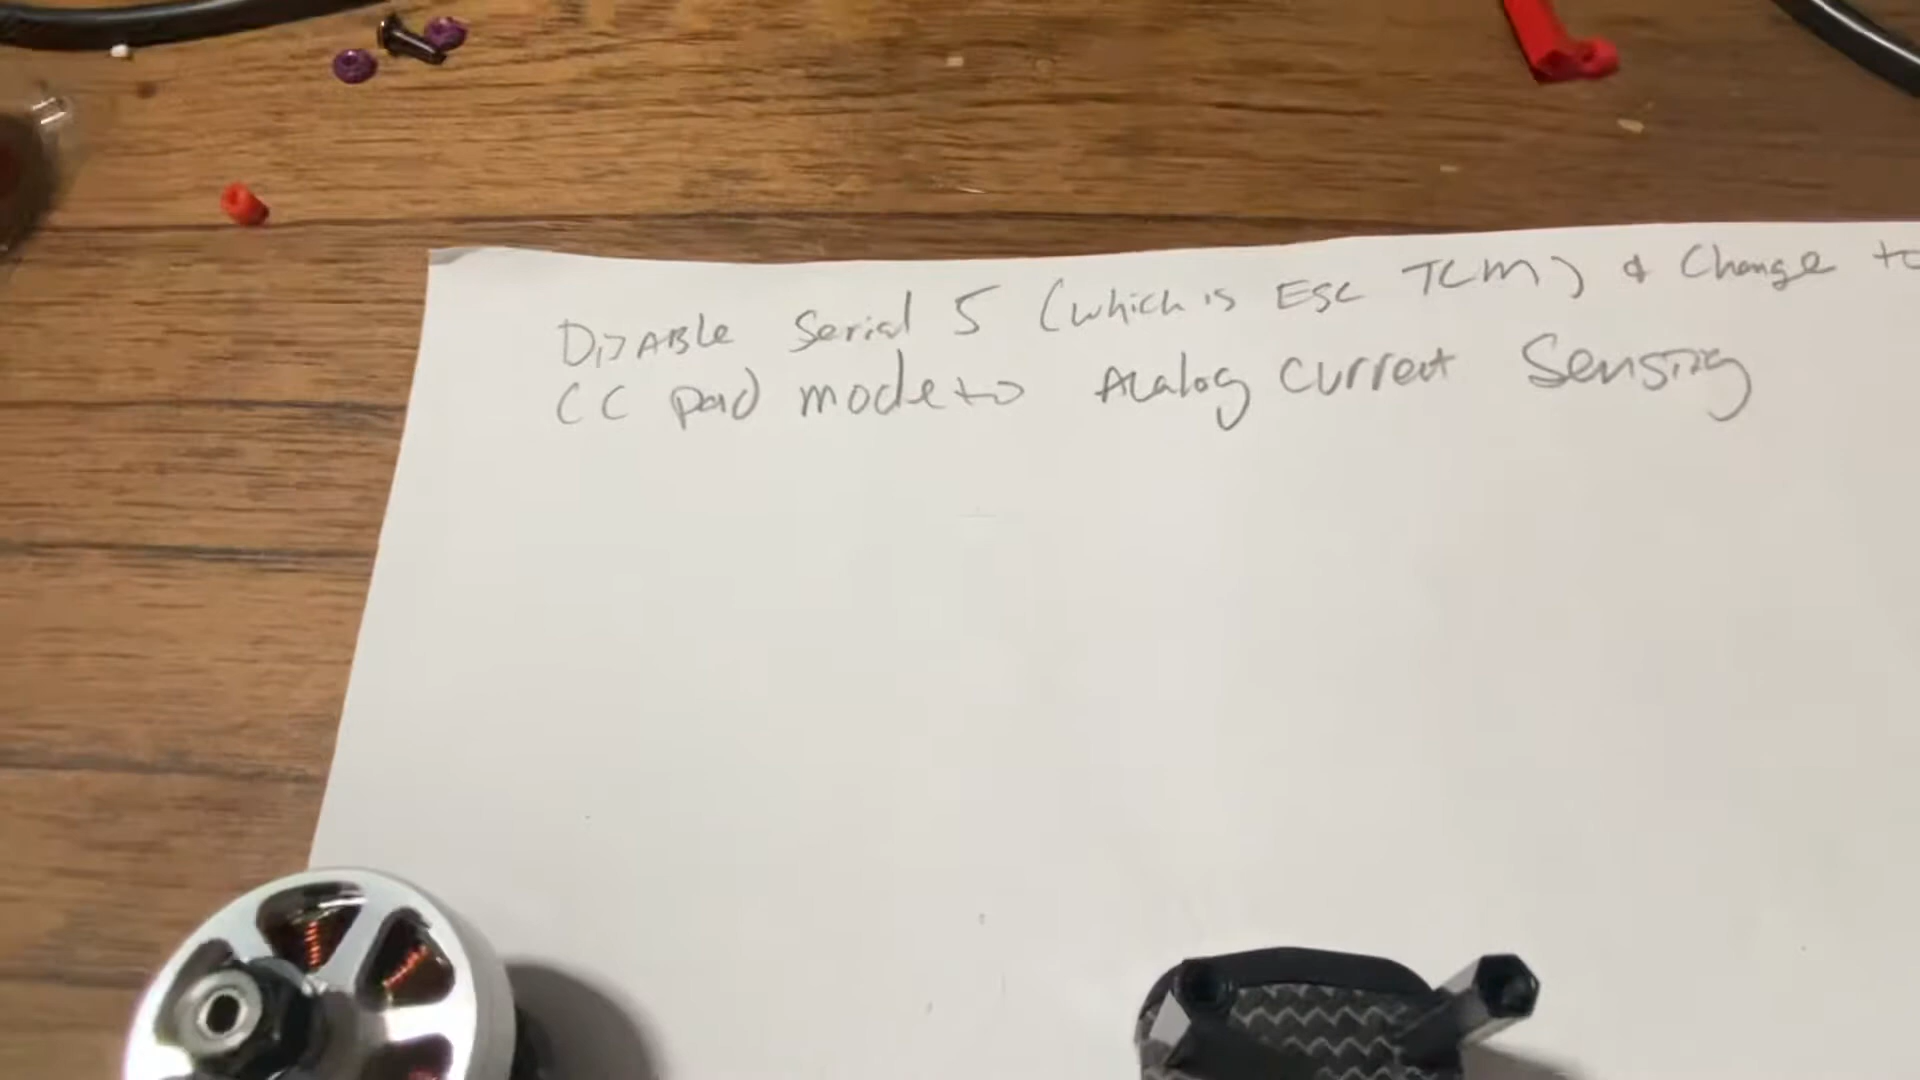 Disable Serial 5 (which is Esc TLM) & Change to
CC pad mode to Analog Current Sensing